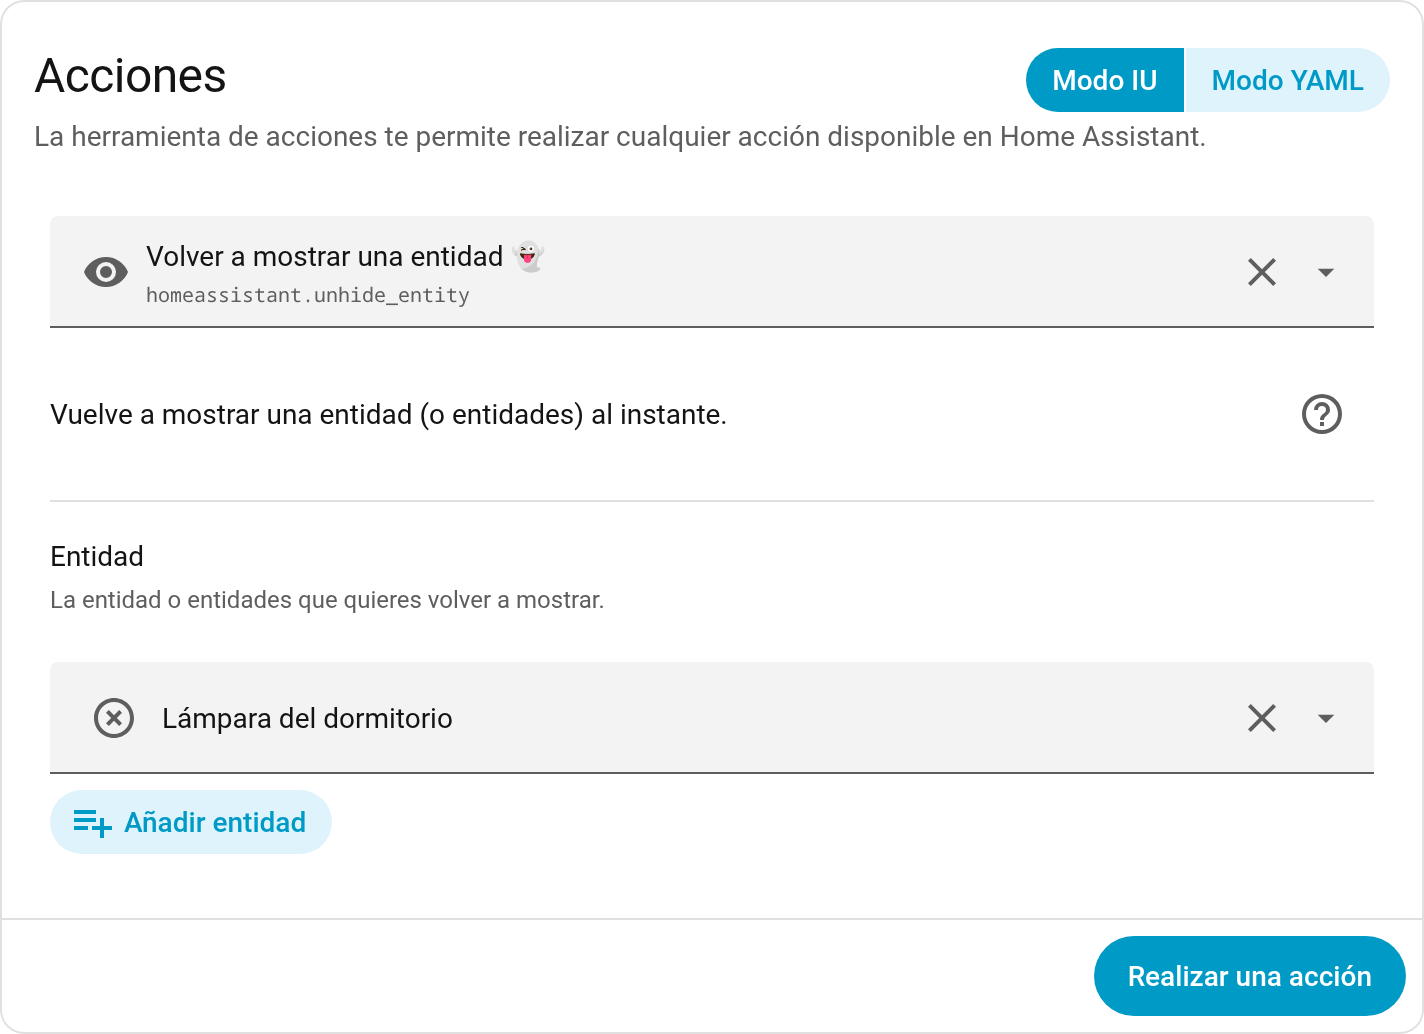 Acciones
Modo IU
Modo YAML
La herramienta de acciones te permite realizar cualquier acción disponible en Home Assistant.
Volver a mostrar una entidad 👻
homeassistant.unhide_entity
Vuelve a mostrar una entidad (o entidades) al instante.
Entidad
La entidad o entidades que quieres volver a mostrar.
Lámpara del dormitorio
Añadir entidad
Realizar una acción